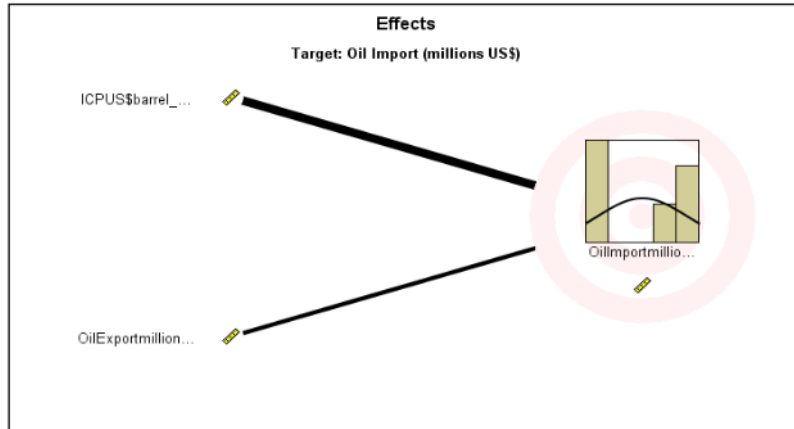 Effects
Target: Oil Import (millions US$)
ICPUS$barrel_...
OilImportmillio...
OilExportmillion...